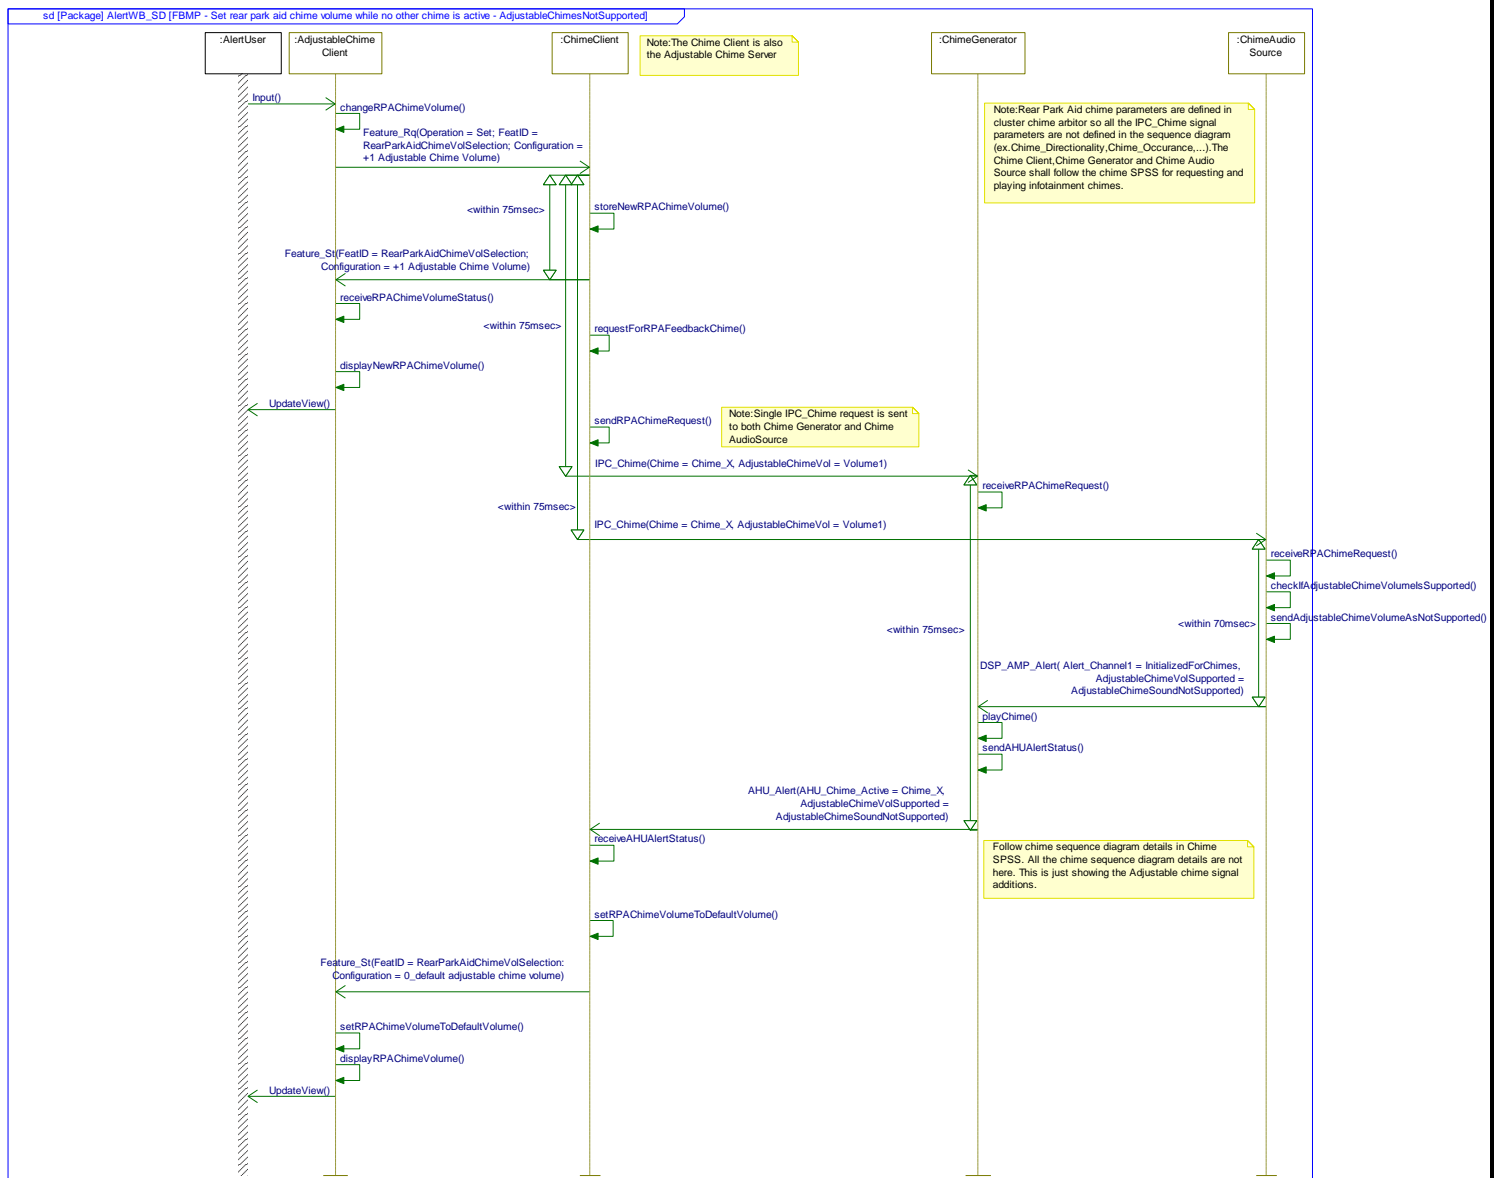 sd [Package] AlertWB_SD [FBMP - Set rear park aid chime volume while no other chime is active - AdjustableChimesNotSupported]
:AlertUser
:AdjustableChime
Client
:ChimeClient
Note:The Chime Client is also
the Adjustable Chime Server
:ChimeGenerator
:ChimeAudio
Source
Input()
changeRPAChimeVolume()
Note:Rear Park Aid chime parameters are defined in
cluster chime arbitor so all the IPC_Chime signal
parameters are not defined in the sequence diagram
(ex.Chime_Directionality,Chime_Occurance,...).The
Chime Client,Chime Generator and Chime Audio
Source shall follow the chime SPSS for requesting and
playing infotainment chimes.
Feature_Rq(Operation = Set; FeatID =
RearParkAidChimeVolSelection; Configuration =
+1 Adjustable Chime Volume)
<within 75msec>
storeNewRPAChimeVolume()
Feature_St(FeatID = RearParkAidChimeVolSelection;
Configuration = +1 Adjustable Chime Volume)
receiveRPAChimeVolumeStatus()
<within 75msec>
requestForRPAFeedbackChime()
displayNewRPAChimeVolume()
UpdateView()
sendRPAChimeRequest()
Note:Single IPC_Chime request is sent
to both Chime Generator and Chime
AudioSource
IPC_Chime(Chime = Chime_X, AdjustableChimeVol = Volume1)
receiveRPAChimeRequest()
<within 75msec>
IPC_Chime(Chime = Chime_X, AdjustableChimeVol = Volume1)
receiveRPAChimeRequest()
checkIfAdjustableChimeVolumeIsSupported()
sendAdjustableChimeVolumeAsNotSupported()
<within 70msec>
<within 75msec>
DSP_AMP_Alert( Alert_Channel1 = InitializedForChimes,
AdjustableChimeVolSupported =
AdjustableChimeSoundNotSupported)
playChime()
sendAHUAlertStatus()
AHU_Alert(AHU_Chime_Active = Chime_X,
AdjustableChimeVolSupported =
AdjustableChimeSoundNotSupported)
receiveAHUAlertStatus()
Follow chime sequence diagram details in Chime
SPSS. All the chime sequence diagram details are not
here. This is just showing the Adjustable chime signal
additions.
setRPAChimeVolumeToDefaultVolume()
Feature_St(FeatID = RearParkAidChimeVolSelection:
Configuration = 0_default adjustable chime volume)
setRPAChimeVolumeToDefaultVolume()
displayRPAChimeVolume()
UpdateView()